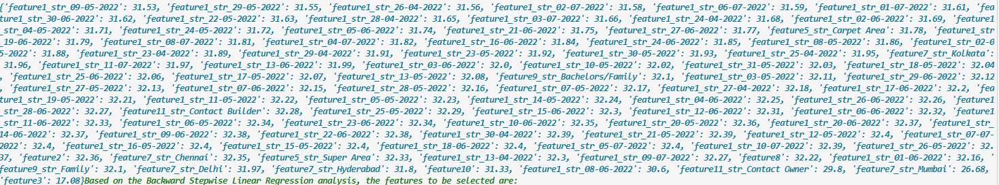 {'feature1_str_09-05-2022': 31.53, 'feature1_str_29-05-2022': 31.55, 'feature1_str_26-04-2022': 31.56, 'feature1_str_02-07-2022': 31.58, 'feature1_str_06-07-2022': 31.59, 'feature1_str_01-07-2022': 31.61, 'fea
ture1_str_30-06-2022': 31.62, 'feature1_str_22-05-2022': 31.63, 'feature1_str_28-04-2022': 31.65, 'feature1_str_03-07-2022': 31.66, 'feature1_str_24-04-2022': 31.68, 'feature1_str_02-06-2022': 31.69, 'feature1
_str_04-05-2022': 31.71, 'feature1_str_24-05-2022': 31.72, 'feature1_str_05-06-2022': 31.74, 'feature1_str_21-06-2022': 31.75, 'feature1_str_27-06-2022': 31.77, 'feature5_str_Carpet Area': 31.78, 'feature1_str
_19-06-2022': 31.79, 'feature1_str_08-07-2022': 31.81, 'feature1_str_04-07-2022': 31.82, 'feature1_str_16-06-2022': 31.84, 'feature1_str_24-06-2022': 31.85, 'feature1_str_08-05-2022': 31.86, 'feature1_str_02-0
5-2022': 31.88, 'feature1_str_23-04-2022': 31.89, 'feature1_str_29-04-2022': 31.91, 'feature1_str_23-05-2022': 31.92, 'feature1_str_30-05-2022': 31.93, 'feature1_str_25-04-2022': 31.95, 'feature7_str_Kolkata':
31.96, 'feature1_str_11-07-2022': 31.97, 'feature1_str_13-06-2022': 31.99, 'feature1_str_03-06-2022': 32.0, 'feature1_str_10-05-2022': 32.02, 'feature1_str_31-05-2022': 32.03, 'feature1_str_18-05-2022': 32.04
, 'feature1_str_25-06-2022': 32.06, 'feature1_str_17-05-2022': 32.07, 'feature1_str_13-05-2022': 32.08, 'feature9_str_Bachelors/Family': 32.1, 'feature1_str_03-05-2022': 32.11, 'feature1_str_29-06-2022': 32.12
, 'feature1_str_27-05-2022': 32.13, 'feature1_str_07-06-2022': 32.15, 'feature1_str_28-05-2022': 32.16, 'feature1_str_07-05-2022': 32.17, 'feature1_str_27-04-2022': 32.18, 'feature1_str_17-06-2022': 32.2, 'fea
ture1_str_19-05-2022': 32.21, 'feature1_str_11-05-2022': 32.22, 'feature1_str_05-05-2022': 32.23, 'feature1_str_14-05-2022': 32.24, 'feature1_str_04-06-2022': 32.25, 'feature1_str_26-06-2022': 32.26, 'feature1
_str_28-06-2022': 32.27, 'feature11_str_Contact Builder': 32.28, 'feature1_str_25-05-2022': 32.29, 'feature1_str_15-06-2022': 32.3, 'feature1_str_12-06-2022': 32.31, 'feature1_str_06-06-2022': 32.32, 'feature1
_str_11-06-2022': 32.33, 'feature1_str_06-05-2022': 32.34, 'feature1_str_23-06-2022': 32.34, 'feature1_str_10-06-2022': 32.35, 'feature1_str_20-05-2022': 32.36, 'feature1_str_20-06-2022': 32.37, 'feature1_str_
14-06-2022': 32.37, 'feature1_str_09-06-2022': 32.38, 'feature1_str_22-06-2022': 32.38, 'feature1_str_30-04-2022': 32.39, 'feature1_str_21-05-2022': 32.39, 'feature1_str_12-05-2022': 32.4, 'feature1_str_07-07-
2022': 32.4, 'feature1_str_16-05-2022': 32.4, 'feature1_str_15-05-2022': 32.4, 'feature1_str_18-06-2022': 32.4, 'feature1_str_05-07-2022': 32.4, 'feature1_str_10-07-2022': 32.39, 'feature1_str_26-05-2022': 32.
37, 'feature2': 32.36, 'feature7_str_Chennai': 32.35, 'feature5_str_Super Area': 32.33, 'feature1_str_13-04-2022': 32.3, 'feature1_str_09-07-2022': 32.27, 'feature8': 32.22, 'feature1_str_01-06-2022': 32.16, '
feature9_str_Family': 32.1, 'feature7_str_Delhi': 31.97, 'feature7_str_Hyderabad': 31.8, 'feature10': 31.33, 'feature1_str_08-06-2022': 30.6, 'feature11_str_Contact Owner': 29.8, 'feature7_str_Mumbai': 26.68,
'feature3': 17.08}Based on the Backward Stepwise Linear Regression analysis, the features to be selected are: